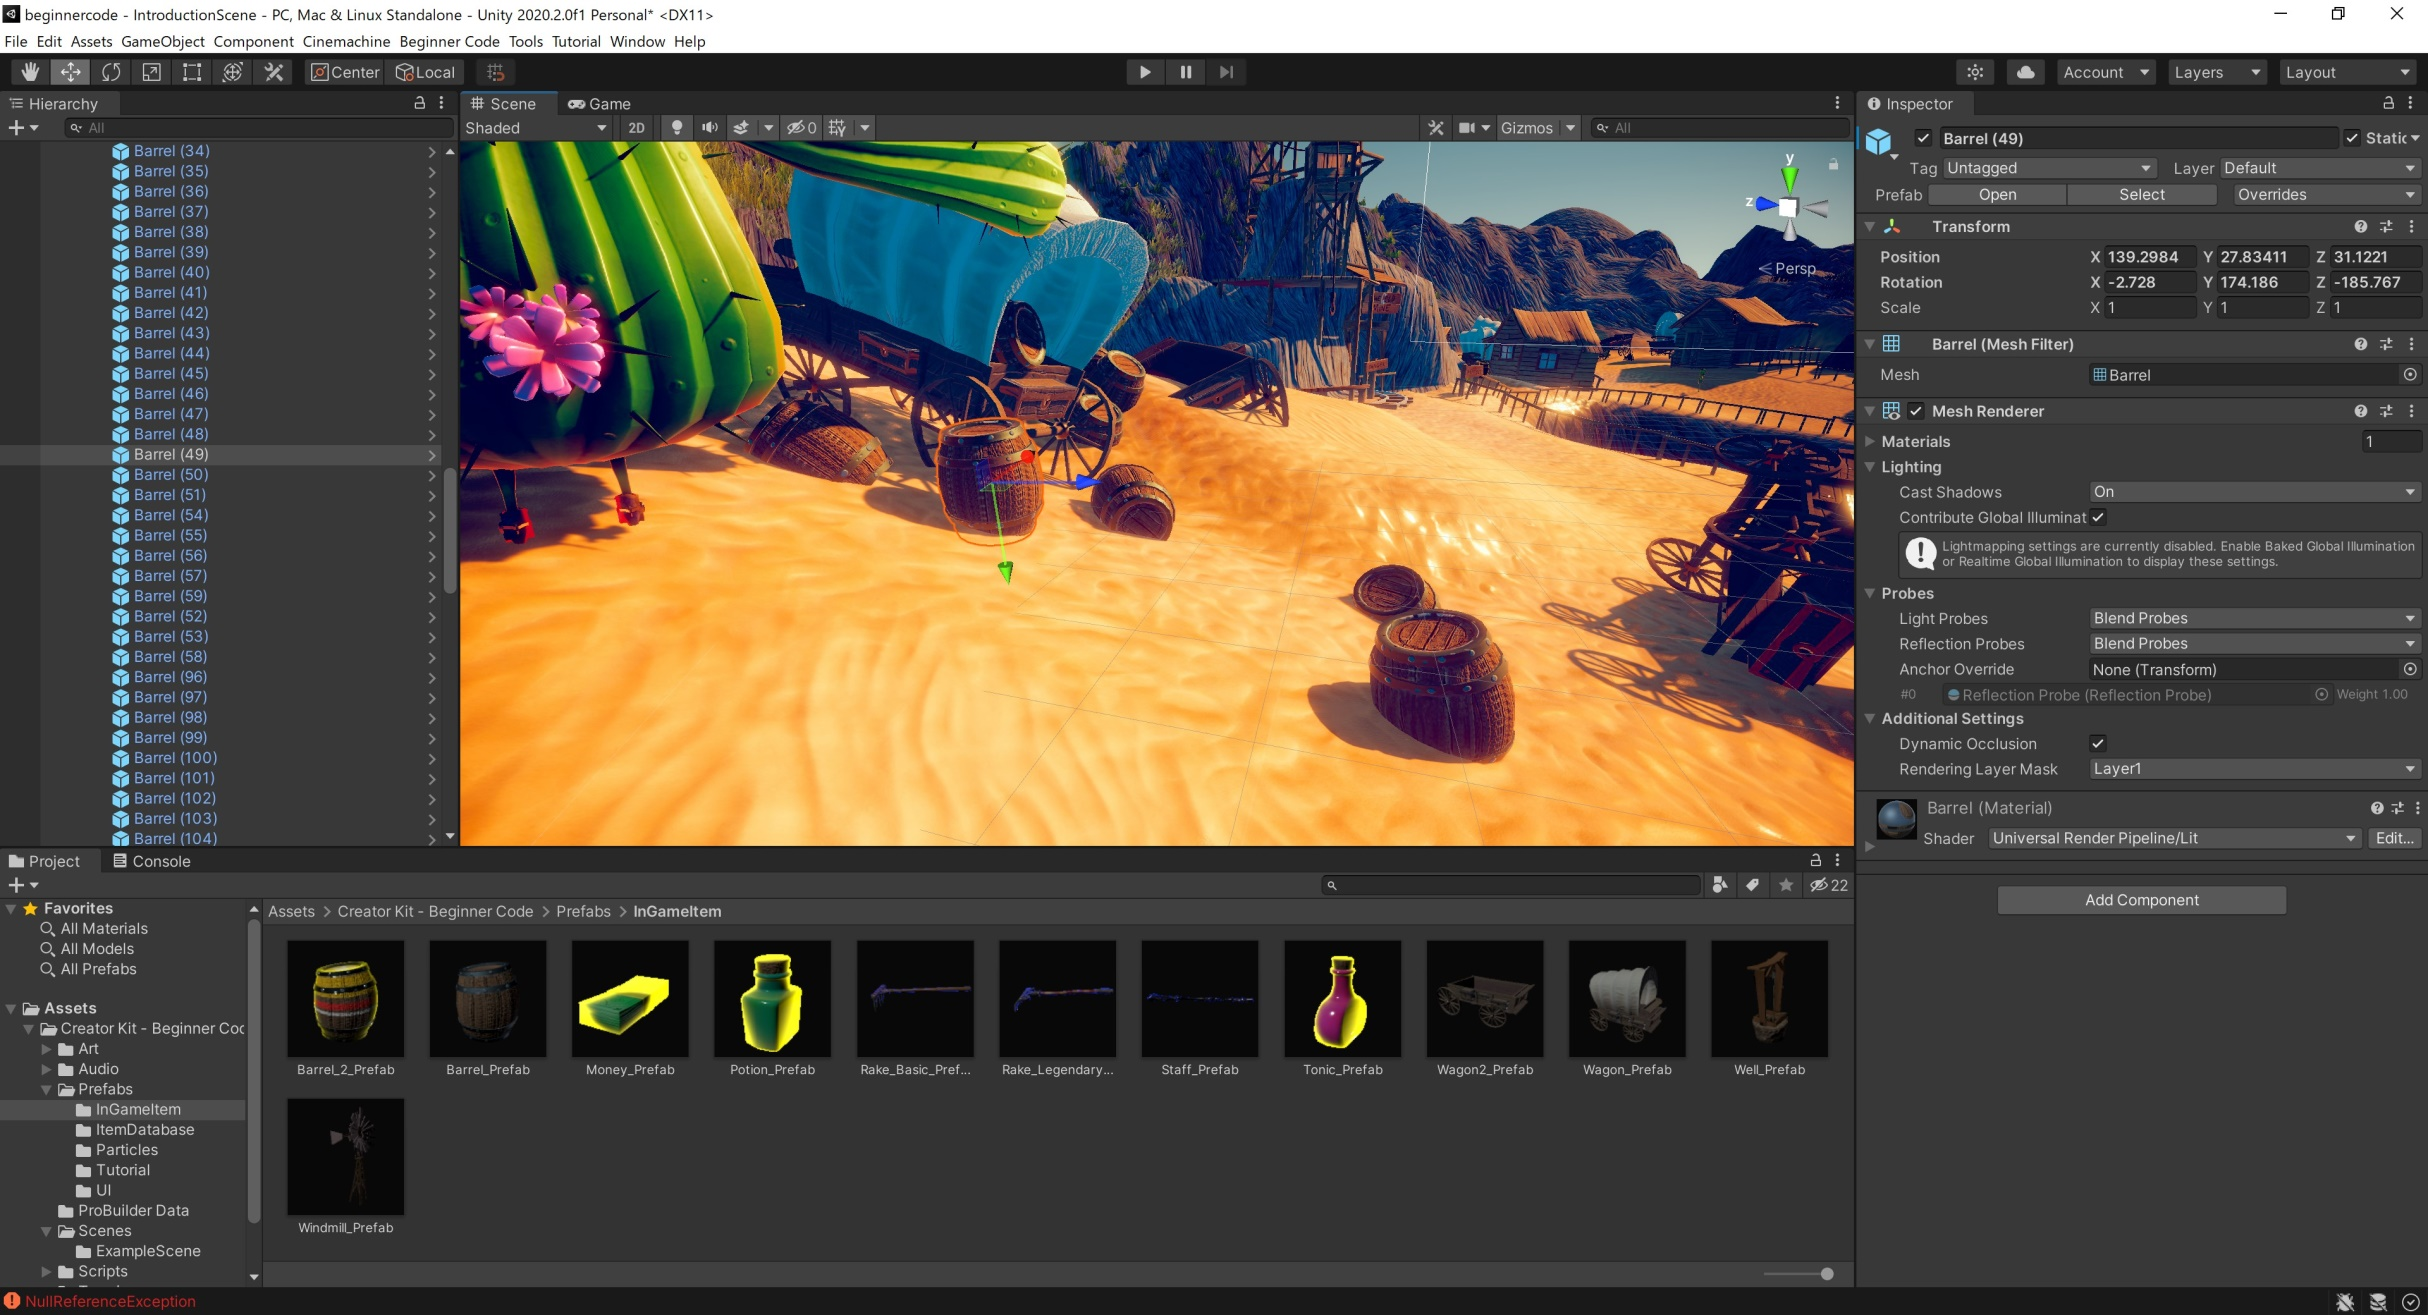 beginnercode - IntroductionScene - PC, Mac & Linux Standalone - Unity 2020.2.0f1 Personal* <DX11>
File Edit Assets GameObject Component Cinemachine Beginner Code Tools Tutorial Window Help
Center Local Account Layers Layout
Hierarchy
All
Barrel (34)
Barrel (35)
Barrel (36)
Barrel (37)
Barrel (38)
Barrel (39)
Barrel (40)
Barrel (41)
Barrel (42)
Barrel (43)
Barrel (44)
Barrel (45)
Barrel (46)
Barrel (47)
Barrel (48)
Barrel (49)
Barrel (50)
Barrel (51)
Barrel (54)
Barrel (55)
Barrel (56)
Barrel (57)
Barrel (59)
Barrel (52)
Barrel (53)
Barrel (58)
Barrel (96)
Barrel (97)
Barrel (98)
Barrel (99)
Barrel (100)
Barrel (101)
Barrel (102)
Barrel (103)
Barrel (104)
Scene Game
Shaded 2D 0 Gizmos All
y
z
Persp
Inspector
Barrel (49) Static
Tag Untagged Layer Default
Prefab Open Select Overrides
Transform
Position X 139.2984 Y 27.83411 Z 31.1221
Rotation X -2.728 Y 174.186 Z -185.767
Scale X 1 Y 1 Z 1
Barrel (Mesh Filter)
Mesh Barrel
Mesh Renderer
Materials 1
Lighting
Cast Shadows On
Contribute Global Illuminat
Lightmapping settings are currently disabled. Enable Baked Global Illumination
or Realtime Global Illumination to display these settings.
Probes
Light Probes Blend Probes
Reflection Probes Blend Probes
Anchor Override None (Transform)
#0 Reflection Probe (Reflection Probe) Weight 1.00
Additional Settings
Dynamic Occlusion
Rendering Layer Mask Layer1
Barrel (Material)
Shader Universal Render Pipeline/Lit Edit...
Add Component
Project Console
22
Favorites
All Materials
All Models
All Prefabs
Assets
Creator Kit - Beginner Coc
Art
Audio
Prefabs
InGameItem
ItemDatabase
Particles
Tutorial
UI
ProBuilder Data
Scenes
ExampleScene
Scripts
Assets > Creator Kit - Beginner Code > Prefabs > InGameItem
Barrel_2_Prefab Barrel_Prefab Money_Prefab Potion_Prefab Rake_Basic_Pref... Rake_Legendary... Staff_Prefab Tonic_Prefab Wagon2_Prefab Wagon_Prefab Well_Prefab
Windmill_Prefab
NullReferenceException